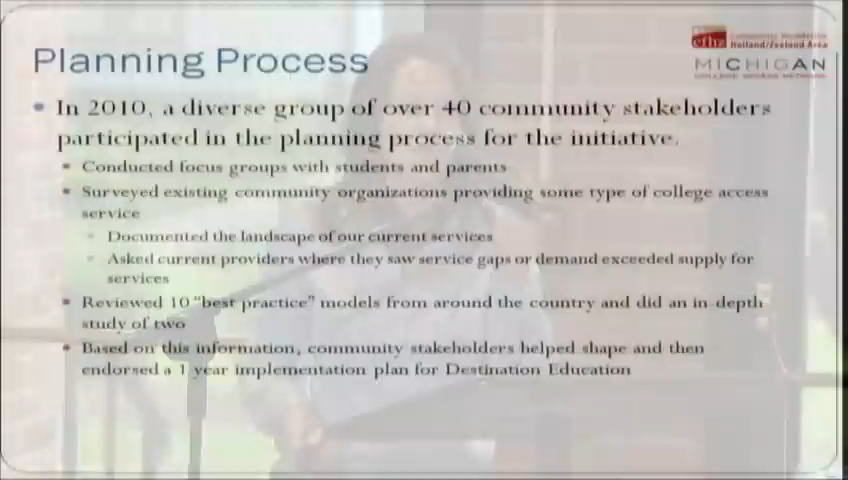 Planning Process
cfhz
Holland/Zeeland Area
MICHIGAN
• In 2010, a diverse group of over 40 community stakeholders
participated in the planning process for the initiative.
• Conducted focus groups with students and parents
• Surveyed existing community organizations providing some type of college access
service
• Documented the landscape of our current services
• Asked current providers where they saw service gaps or demand exceeded supply for
services
• Reviewed 10 “best practice” models from around the country and did an in-depth
study of two
• Based on this information, community stakeholders helped shape and then
endorsed a 1 year implementation plan for Destination Education